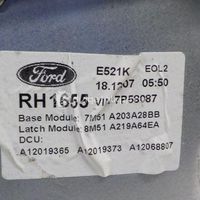 Ford E521K EOL2
18.1207 05:50
RH1655 VIN 7P58087
Base Module: 7M51 A203A28BB
Latch Module: 8M51 A219A64EA
DCU:
A12019365 A12019373 A12068807